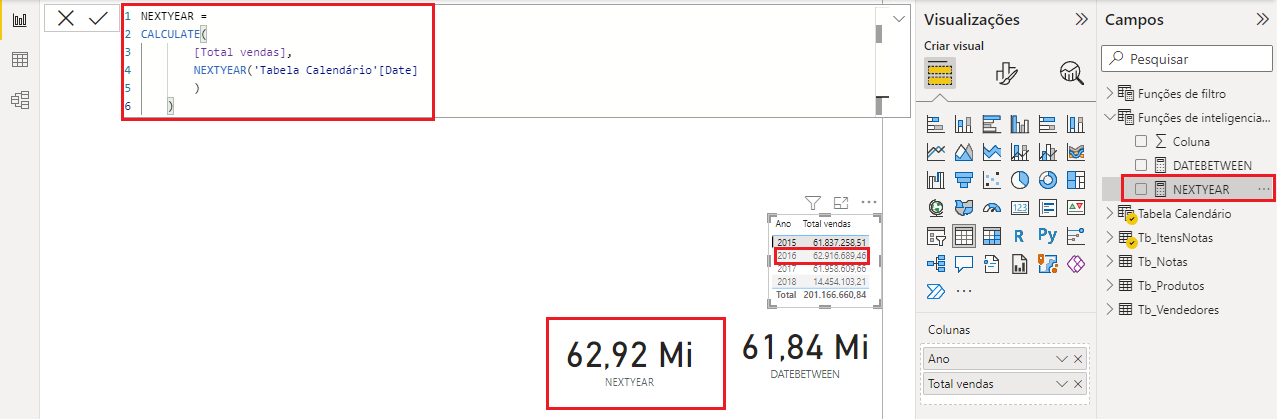 1 NEXTYEAR =
2 CALCULATE(
3 [Total vendas],
4 NEXTYEAR('Tabela Calendário'[Date]
5 )
6 )
Ano Total vendas
2015 61.837.258,51
2016 62.916.689,46
2017 61.958.609,66
2018 14.454.103,21
Total 201.166.660,84
62,92 Mi
NEXTYEAR
61,84 Mi
DATEBETWEEN
Visualizações
Criar visual
123
R
Py
Colunas
Ano
Total vendas
Campos
Pesquisar
Funções de filtro
Funções de inteligencia...
Coluna
DATEBETWEEN
NEXTYEAR
Tabela Calendário
Tb_ItensNotas
Tb_Notas
Tb_Produtos
Tb_Vendedores